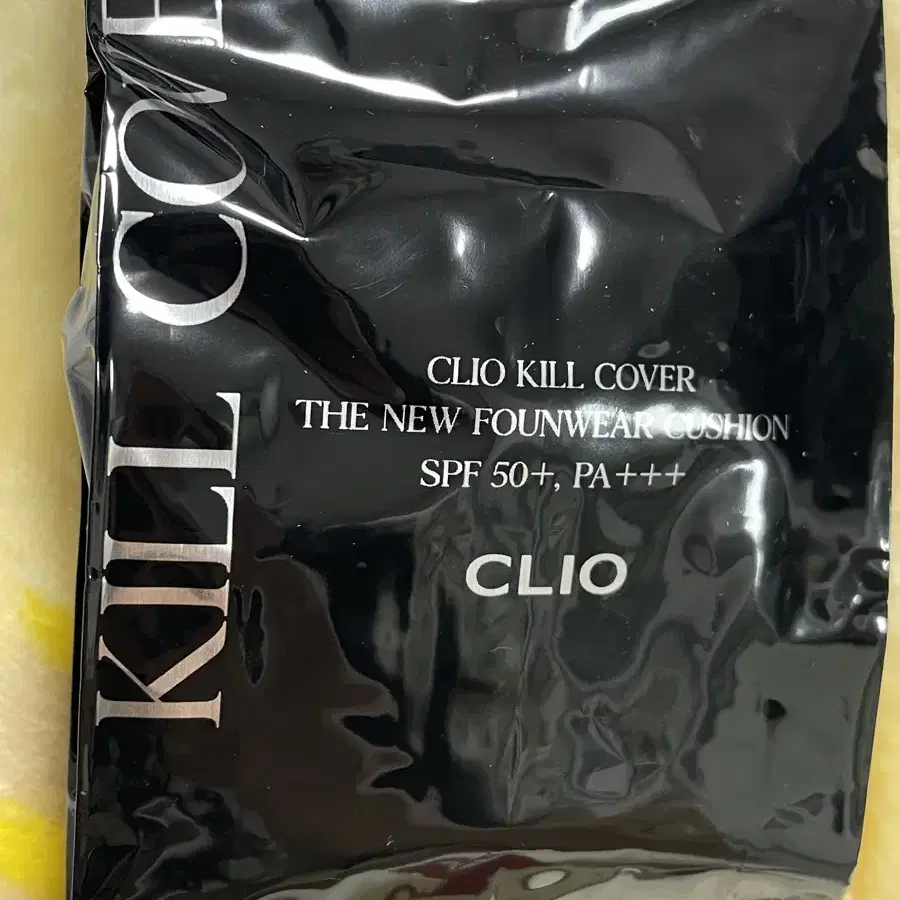 KILL COVE
CLIO KILL COVER
THE NEW FOUNWEAR CUSHION
SPF 50+, PA+++
CLIO